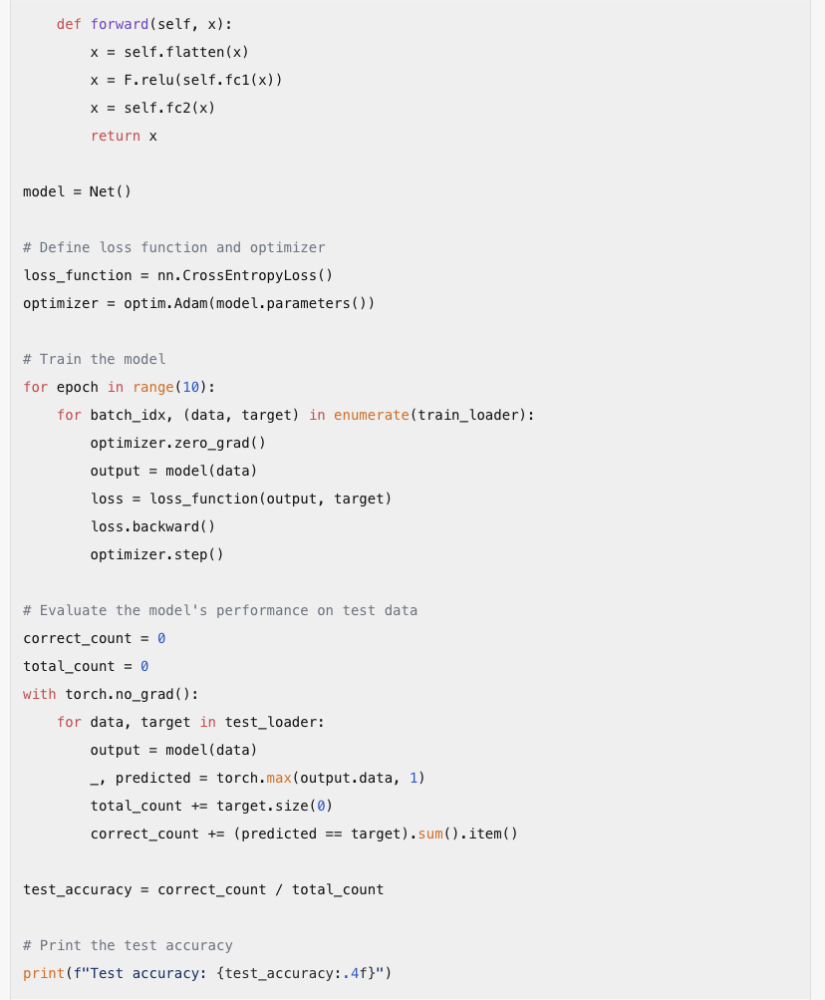 def forward(self, x):
        x = self.flatten(x)
        x = F.relu(self.fc1(x))
        x = self.fc2(x)
        return x

model = Net()

# Define loss function and optimizer
loss_function = nn.CrossEntropyLoss()
optimizer = optim.Adam(model.parameters())

# Train the model
for epoch in range(10):
    for batch_idx, (data, target) in enumerate(train_loader):
        optimizer.zero_grad()
        output = model(data)
        loss = loss_function(output, target)
        loss.backward()
        optimizer.step()

# Evaluate the model's performance on test data
correct_count = 0
total_count = 0
with torch.no_grad():
    for data, target in test_loader:
        output = model(data)
        _, predicted = torch.max(output.data, 1)
        total_count += target.size(0)
        correct_count += (predicted == target).sum().item()

test_accuracy = correct_count / total_count

# Print the test accuracy
print(f"Test accuracy: {test_accuracy:.4f}")